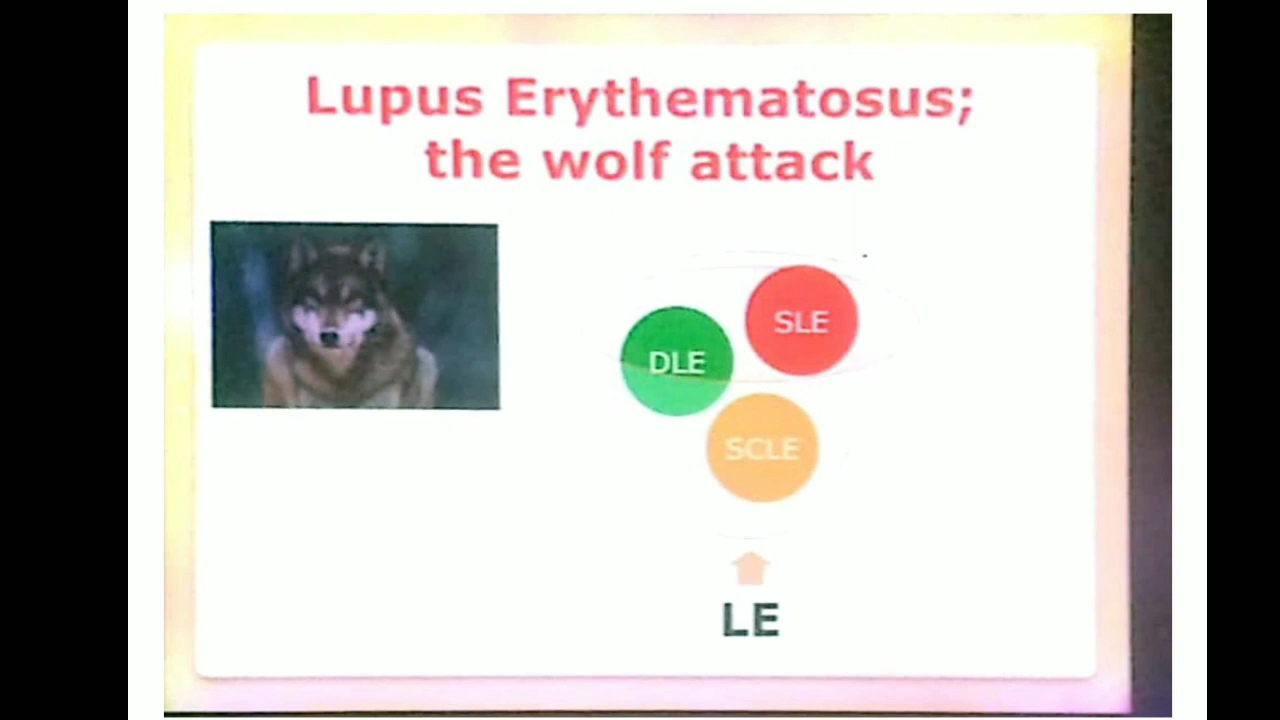 Lupus Erythematosus;
the wolf attack
SLE
DLE
SCLE
LE